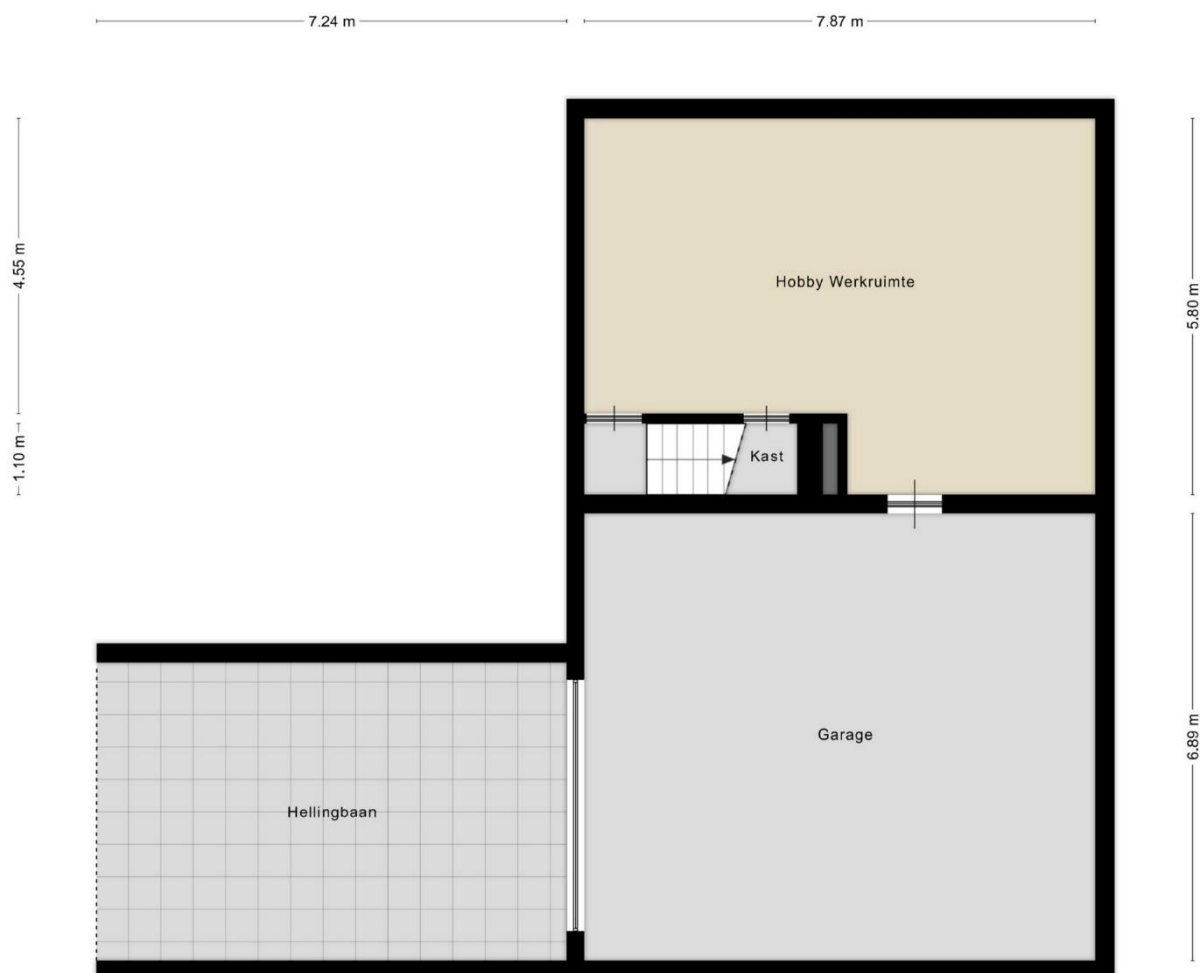 7.24 m
7.87 m
4.55 m
5.80 m
Hobby Werkruimte
1.10 m
Kast
6.89 m
Garage
Hellingbaan